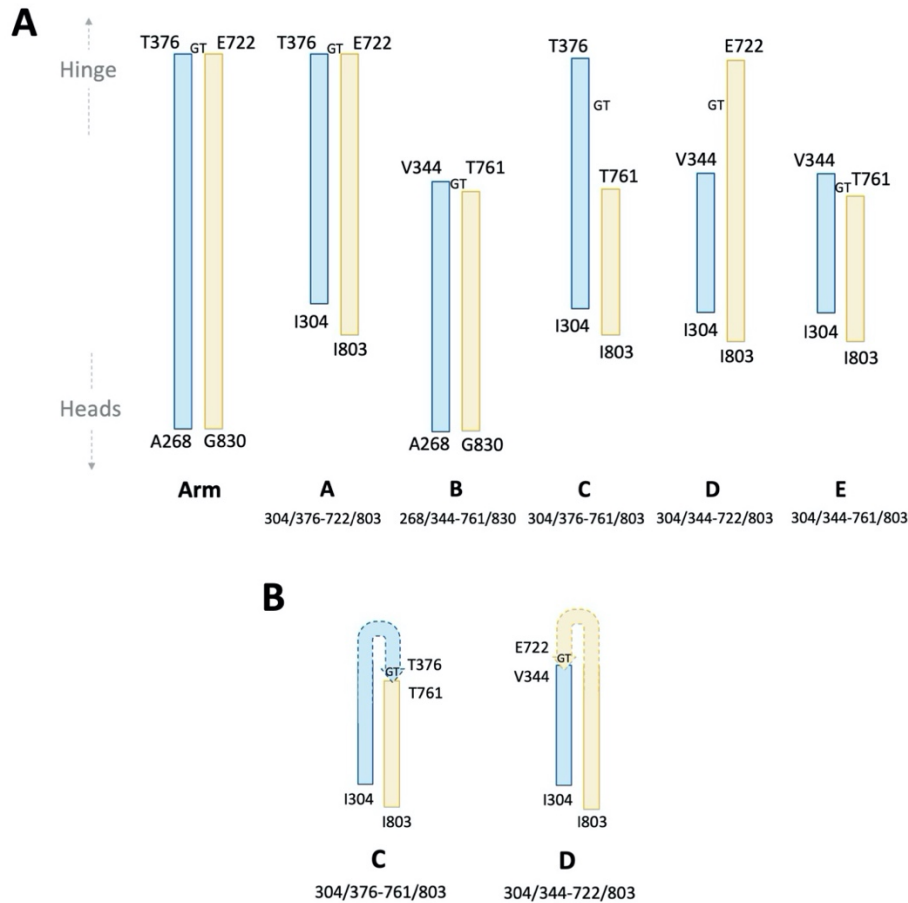 A
Hinge
Heads
T376 GT E722
A268 G830
Arm
T376 GT E722
I304
I803
A
304/376-722/803
V344 T761
GT
A268 G830
B
268/344-761/830
T376
GT
T761
I304
I803
C
304/376-761/803
E722
GT
V344
I304
I803
D
304/344-722/803
V344
GT T761
I304
I803
E
304/344-761/803
B
GT T376
T761
I304
I803
C
304/376-761/803
E722
GT
V344
I304
I803
D
304/344-722/803